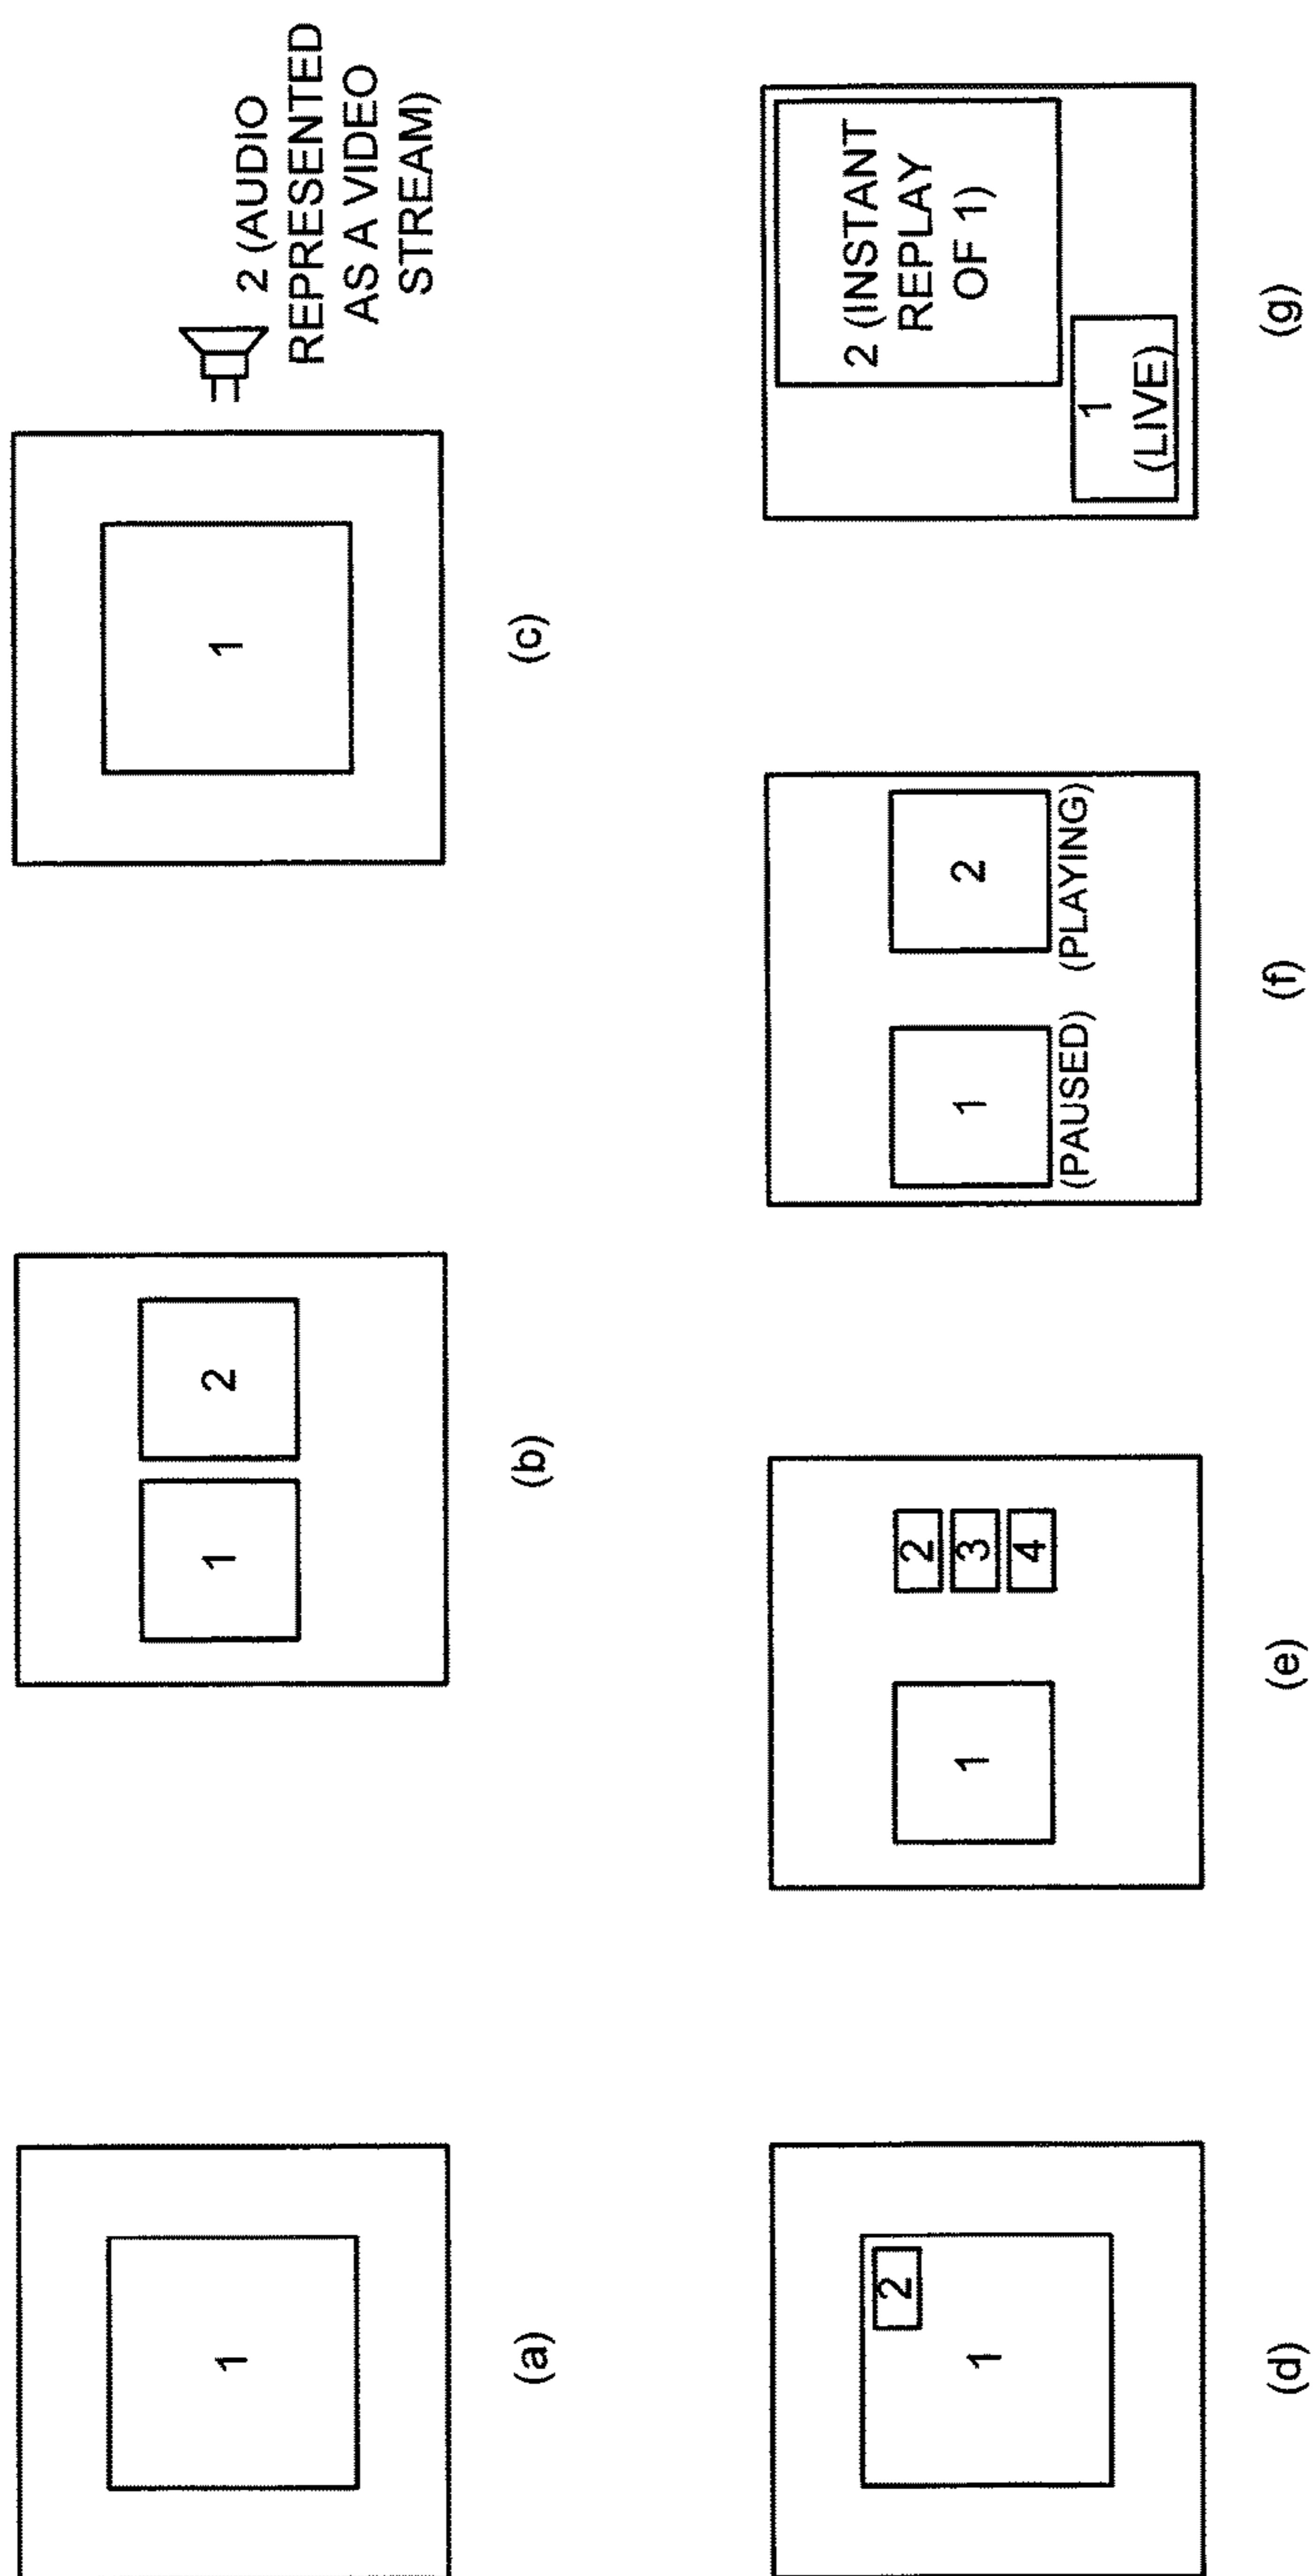 1
(a)
1 2
(b)
1
2 (AUDIO
REPRESENTED
AS A VIDEO
STREAM)
(c)
2
1
(d)
1
2
3
4
(e)
1 2
(PAUSED) (PLAYING)
(f)
2 (INSTANT
REPLAY
OF 1)
1
(LIVE)
(g)